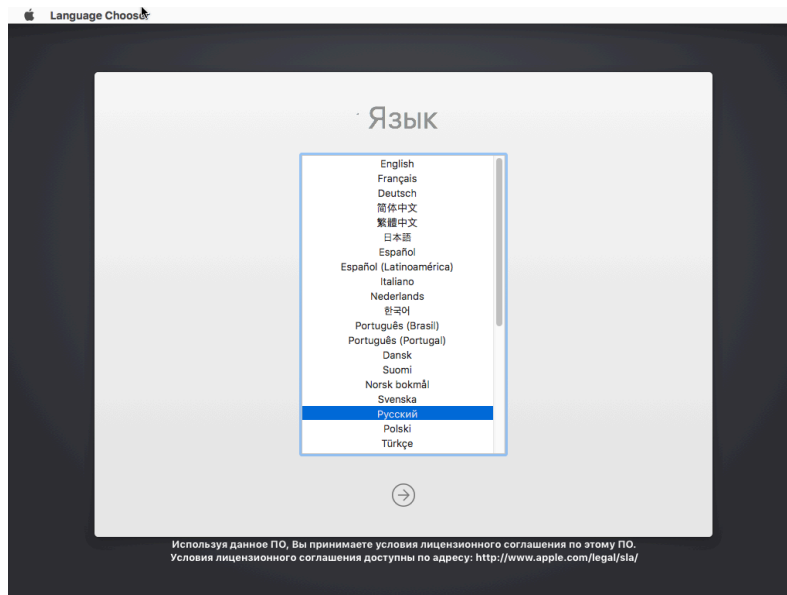 Language Chooser
Язык
English
Français
Deutsch
简体中文
繁體中文
日本語
Español
Español (Latinoamérica)
Italiano
Nederlands
한국어
Português (Brasil)
Português (Portugal)
Dansk
Suomi
Norsk bokmål
Svenska
Русский
Polski
Türkçe
Используя данное ПО, Вы принимаете условия лицензионного соглашения по этому ПО.
Условия лицензионного соглашения доступны по адресу: http://www.apple.com/legal/sla/